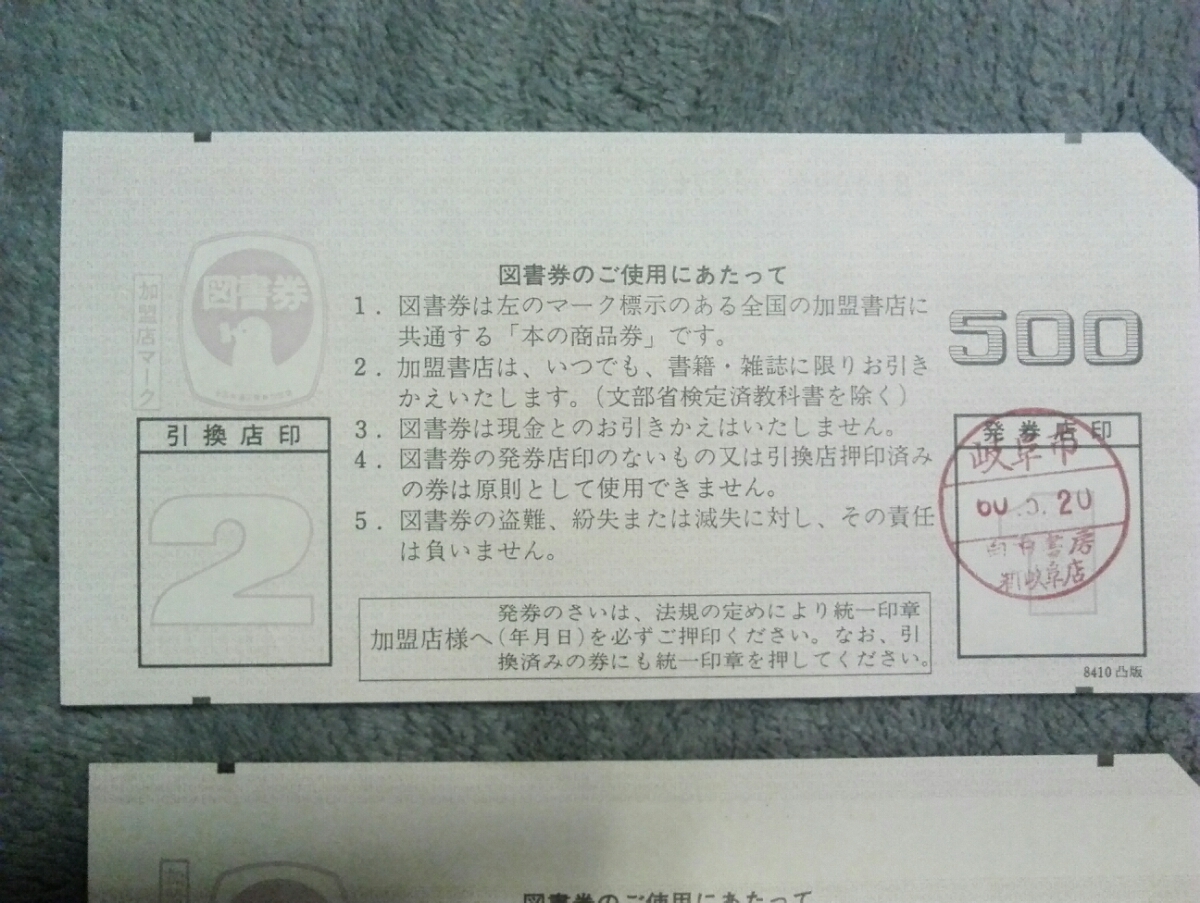 図書券
加盟店マーク
図書券のご使用にあたって
1．図書券は左のマーク標示のある全国の加盟書店に
共通する「本の商品券」です。
2．加盟書店は、いつでも、書籍・雑誌に限りお引き
かえいたします。(文部省検定済教科書を除く)
3．図書券は現金とのお引きかえはいたしません。
4．図書券の発券店印のないもの又は引換店押印済み
の券は原則として使用できません。
5．図書券の盗難、紛失または滅失に対し、その責任
は負いません。
加盟店様へ
発券のさいは、法規の定めにより統一印章
(年月日)を必ずご押印ください。なお、引
換済みの券にも統一印章を押してください。
引換店印
2
500
発券店印
岐阜市
20
書房
新岐阜店
8410凸版
図書券のご使用にあたって